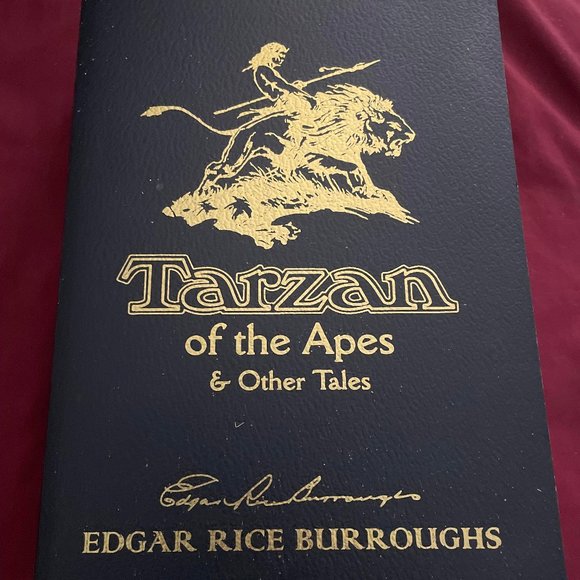 Tarzan
of the Apes
& Other Tales
Edgar Rice Burroughs
EDGAR RICE BURROUGHS